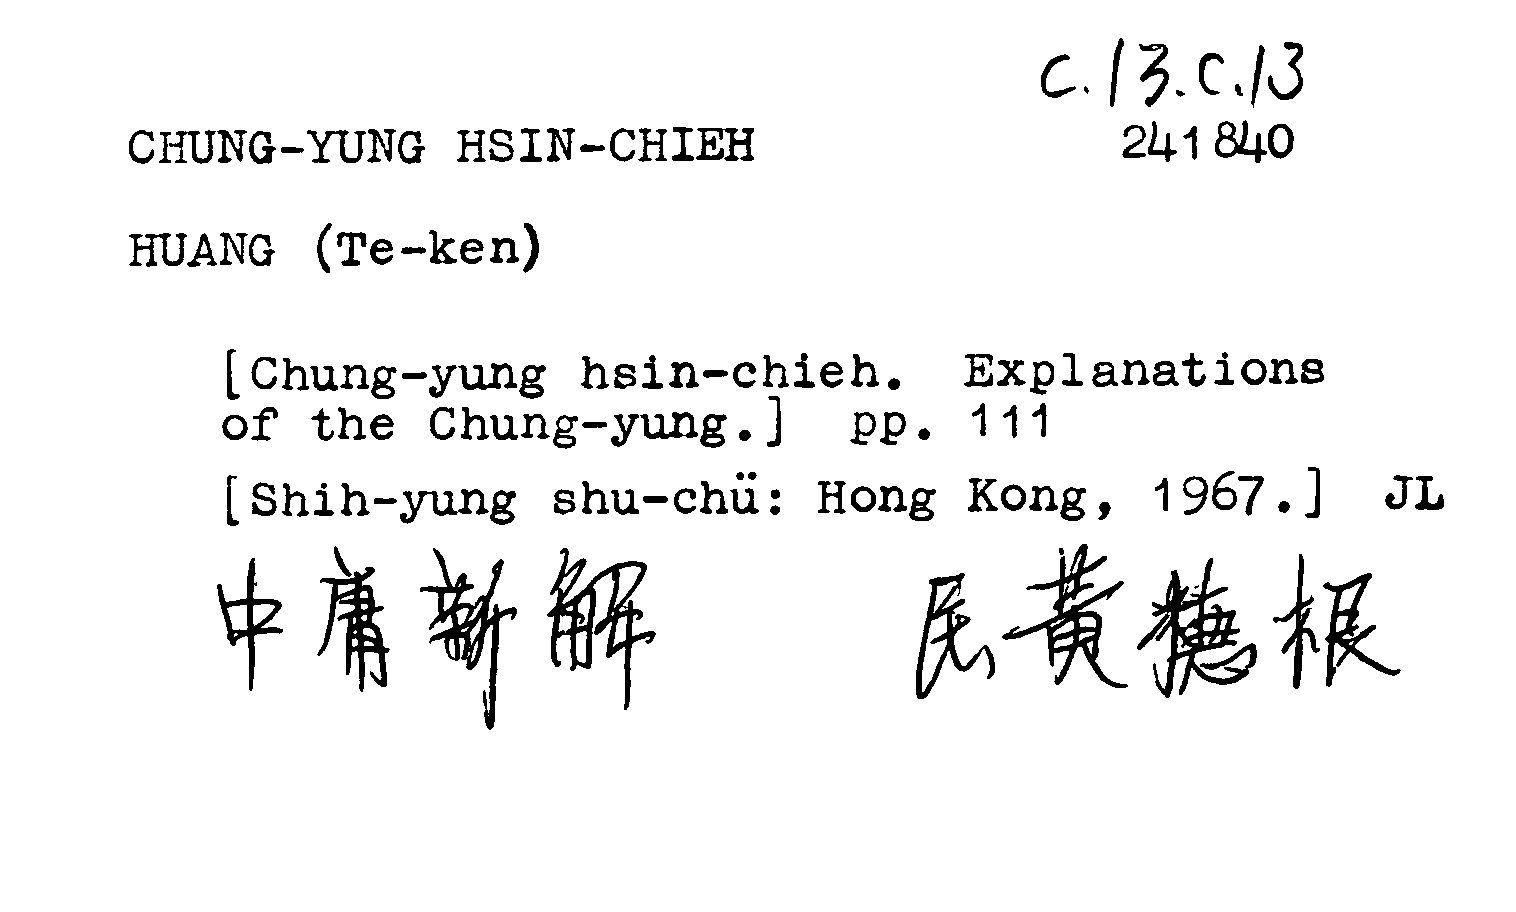 C.13.C.13
CHUNG-YUNG HSIN-CHIEH 241840
HUANG (Te-ken)
[Chung-yung hsin-chieh. Explanations
of the Chung-yung.] pp. 111
[Shih-yung shu-chü: Hong Kong, 1967.] JL
中庸新解 民黃德根